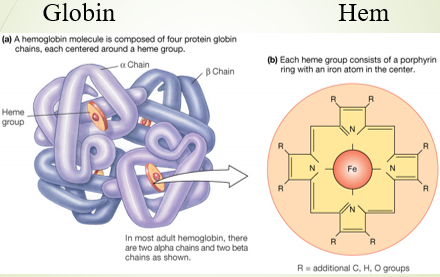 Globin
Hem
(a) A hemoglobin molecule is composed of four protein globin
chains, each centered around a heme group.
α Chain
β Chain
Heme
group
In most adult hemoglobin, there
are two alpha chains and two beta
chains as shown.
(b) Each heme group consists of a porphyrin
ring with an iron atom in the center.
R
R
R
N
R
N
Fe
N
R
N
R
R
R
R = additional C, H, O groups